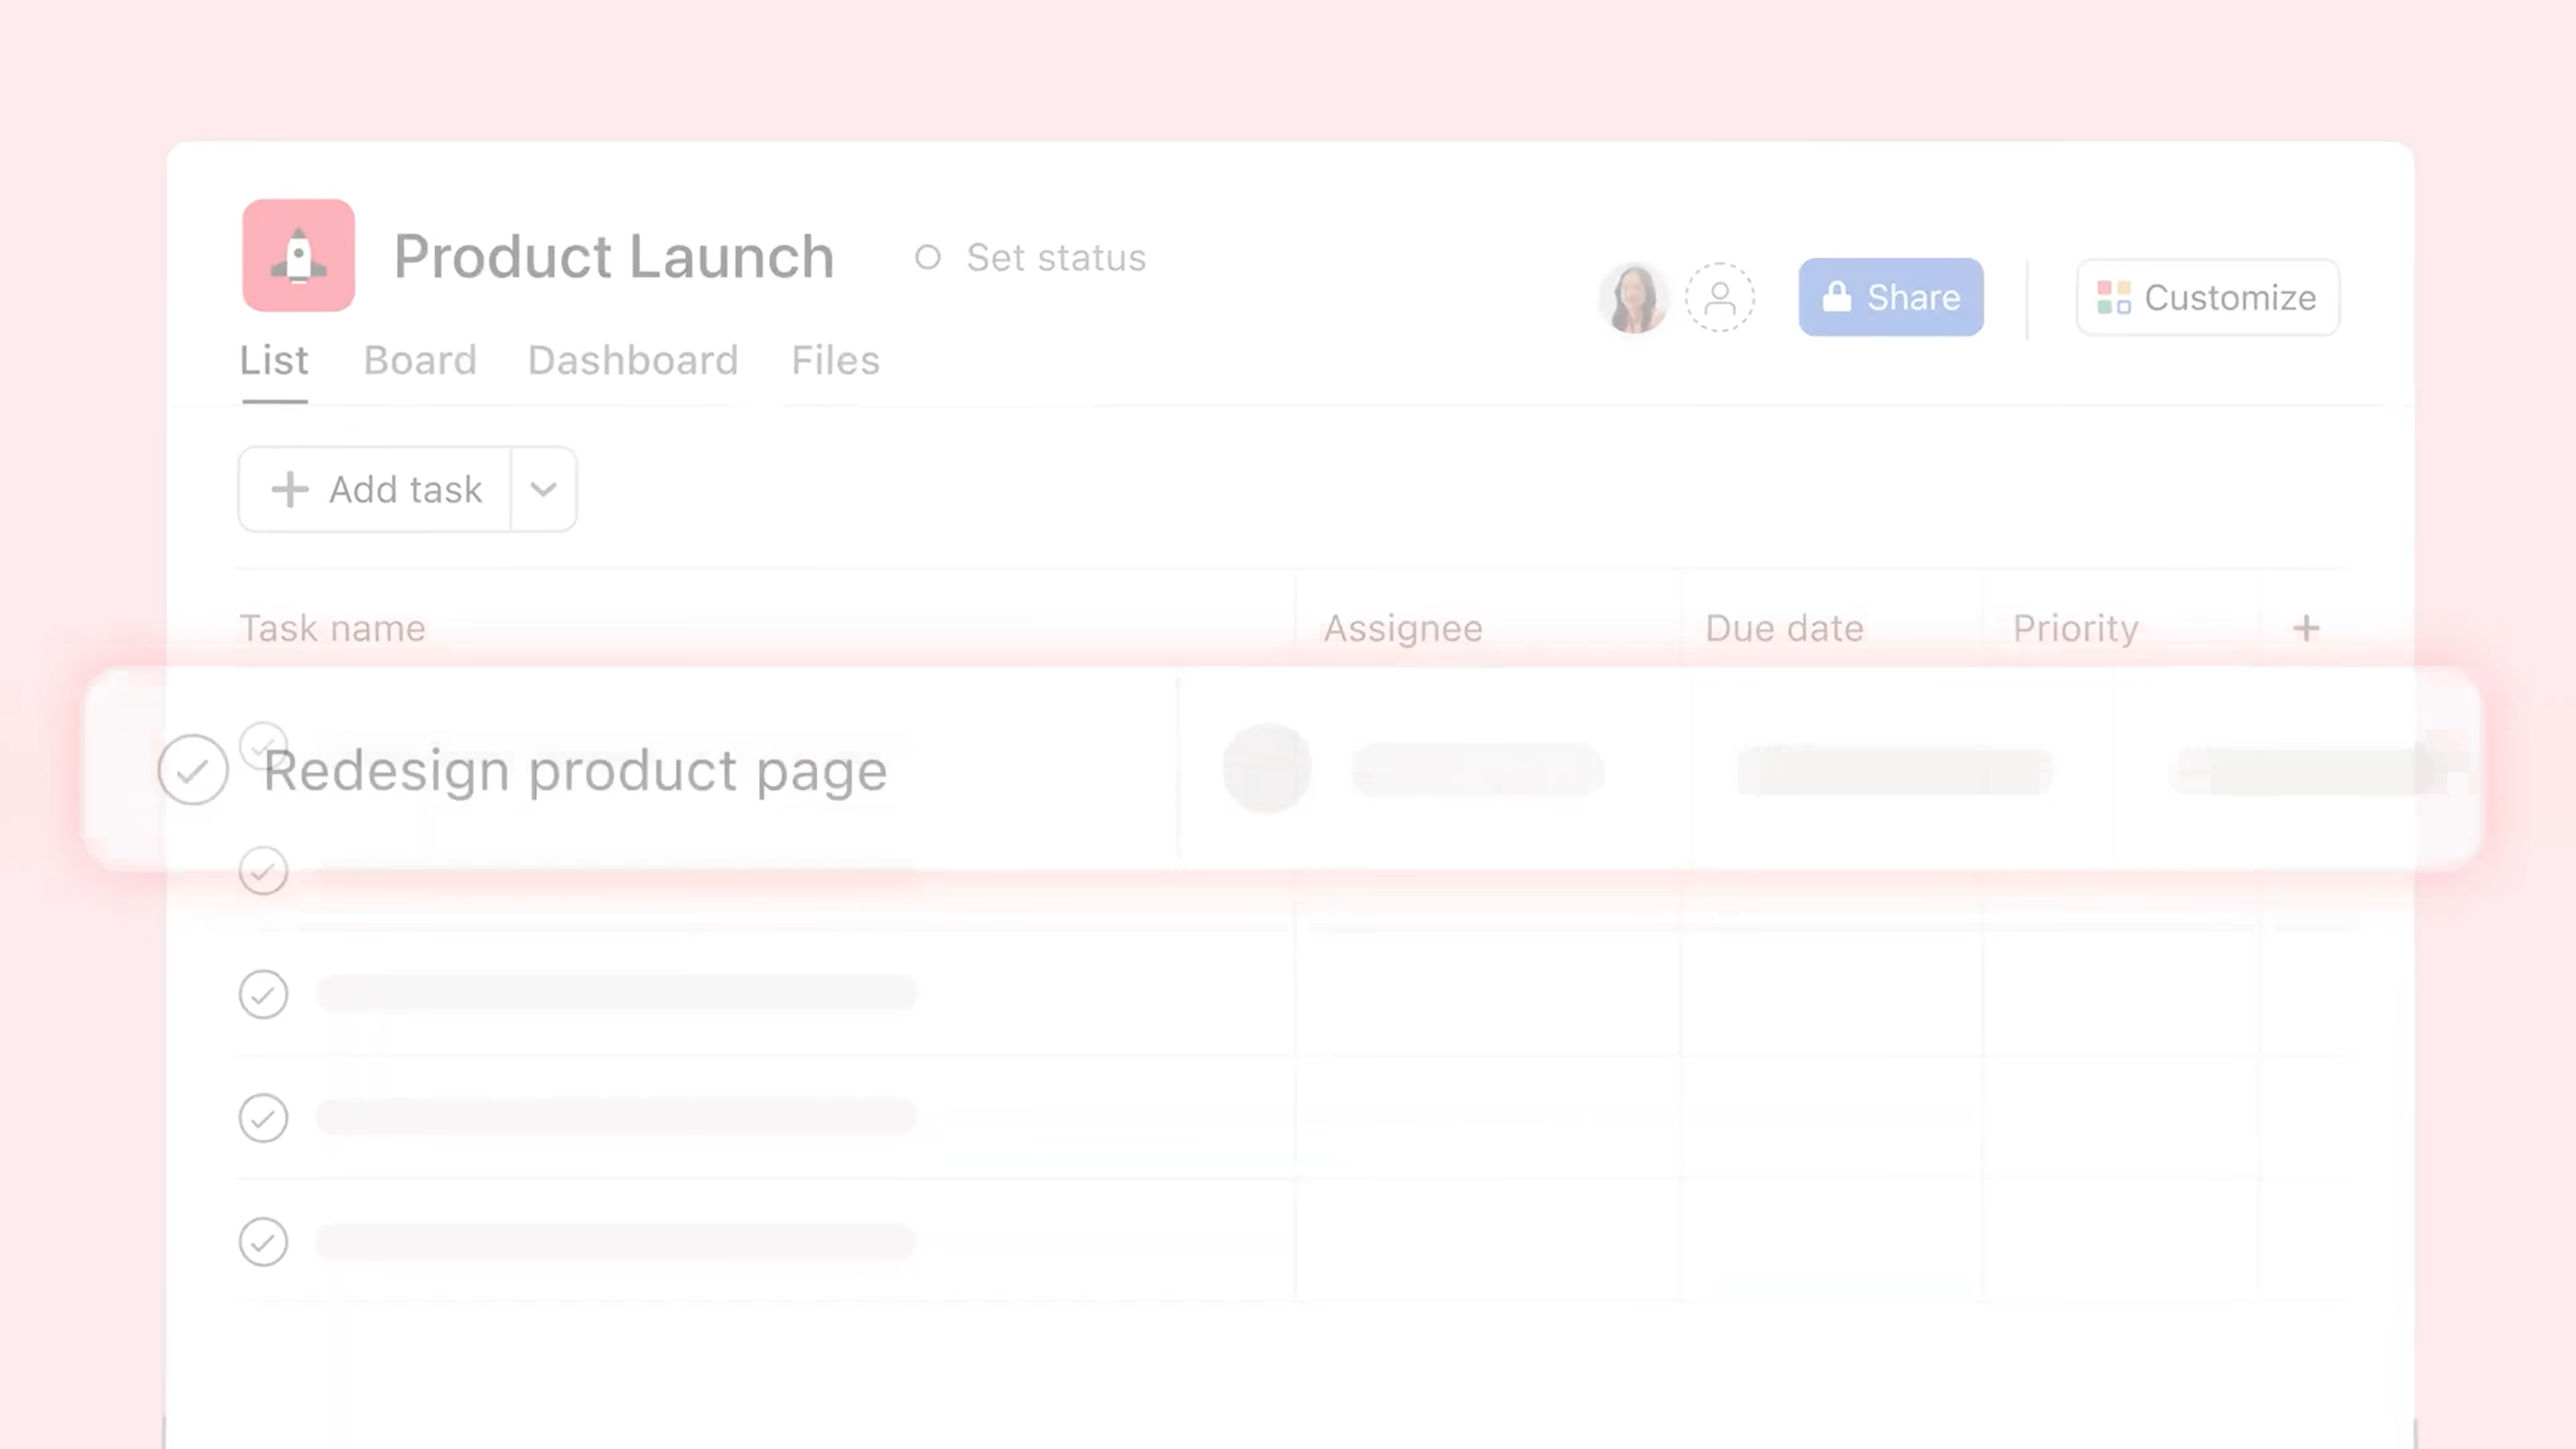 Product Launch
Set status
Share
Customize
List
Board
Dashboard
Files
Add task
Task name
Assignee
Due date
Priority
Redesign product page